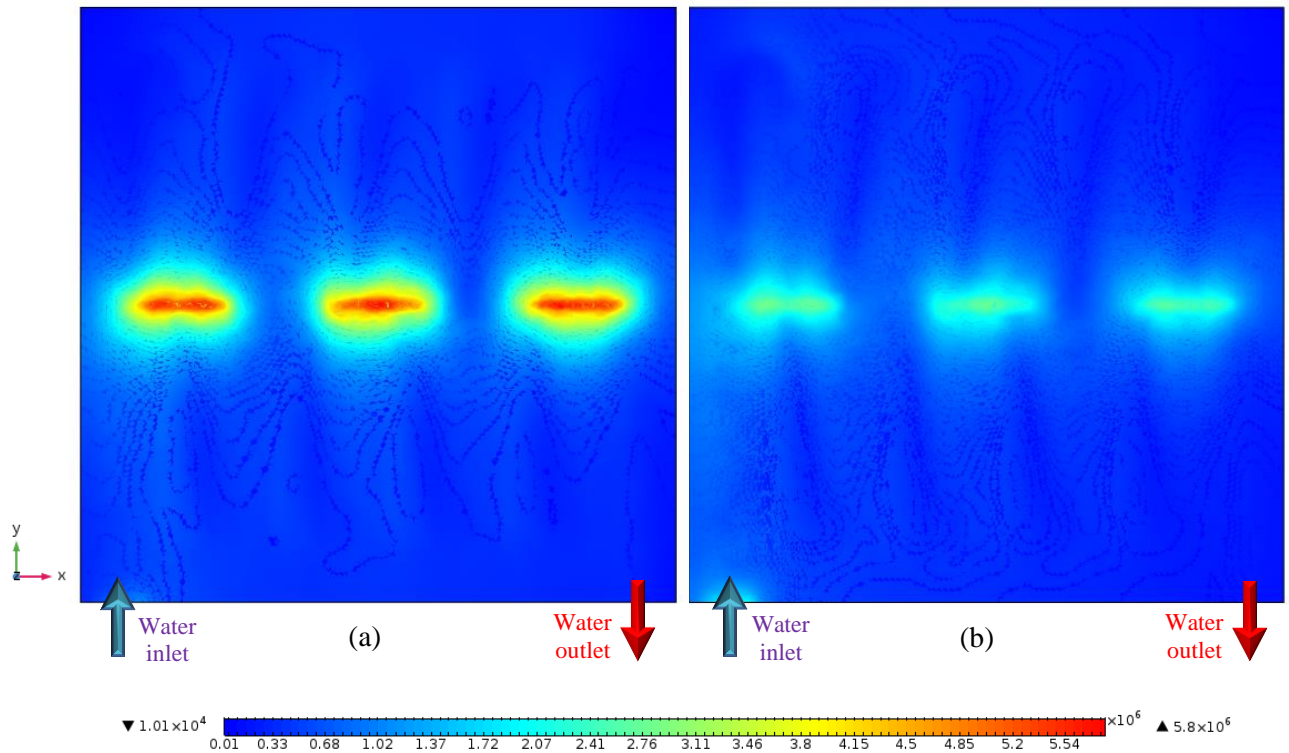 y
z
x
Water
inlet
(a)
Water
outlet
Water
inlet
(b)
Water
outlet
▼ 1.01×10⁴
×10⁶
▲ 5.8×10⁶
0.01 0.33 0.68 1.02 1.37 1.72 2.07 2.41 2.76 3.11 3.46 3.8 4.15 4.5 4.85 5.2 5.54